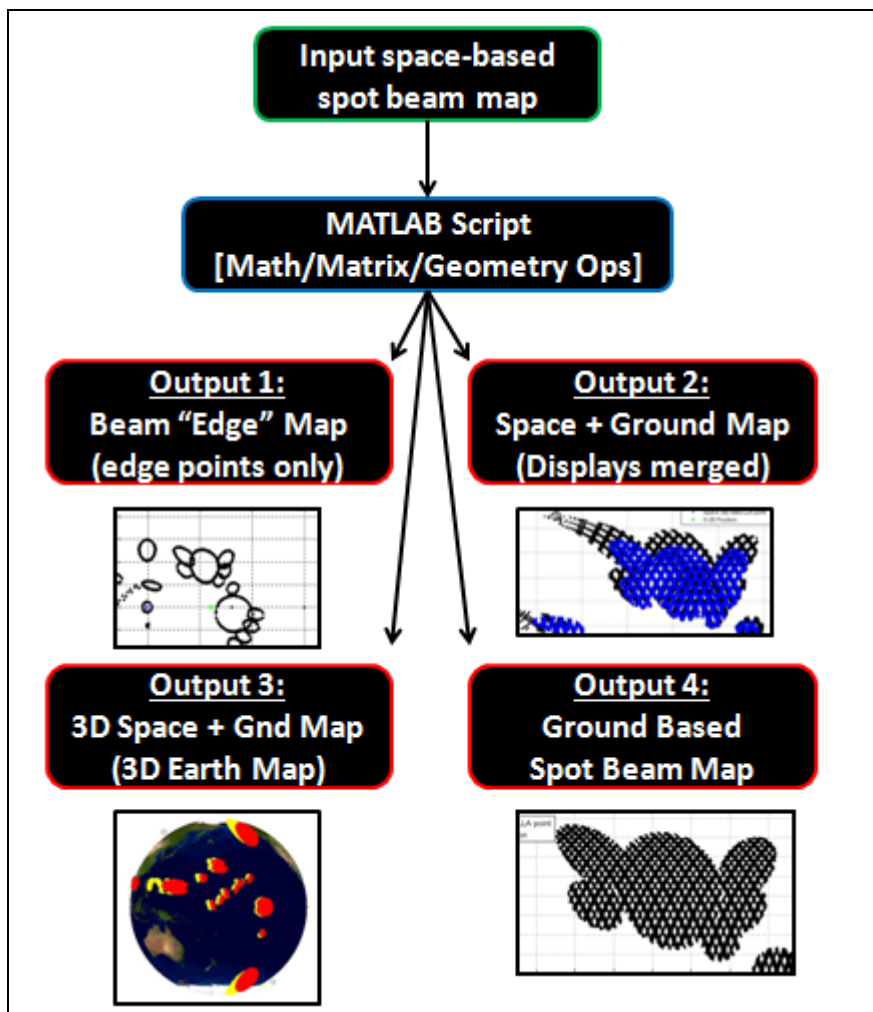 Input space-based
spot beam map
MATLAB Script
[Math/Matrix/Geometry Ops]
Output 1:
Beam “Edge” Map
(edge points only)
Output 2:
Space + Ground Map
(Displays merged)
Output 3:
3D Space + Gnd Map
(3D Earth Map)
Output 4:
Ground Based
Spot Beam Map
LA point